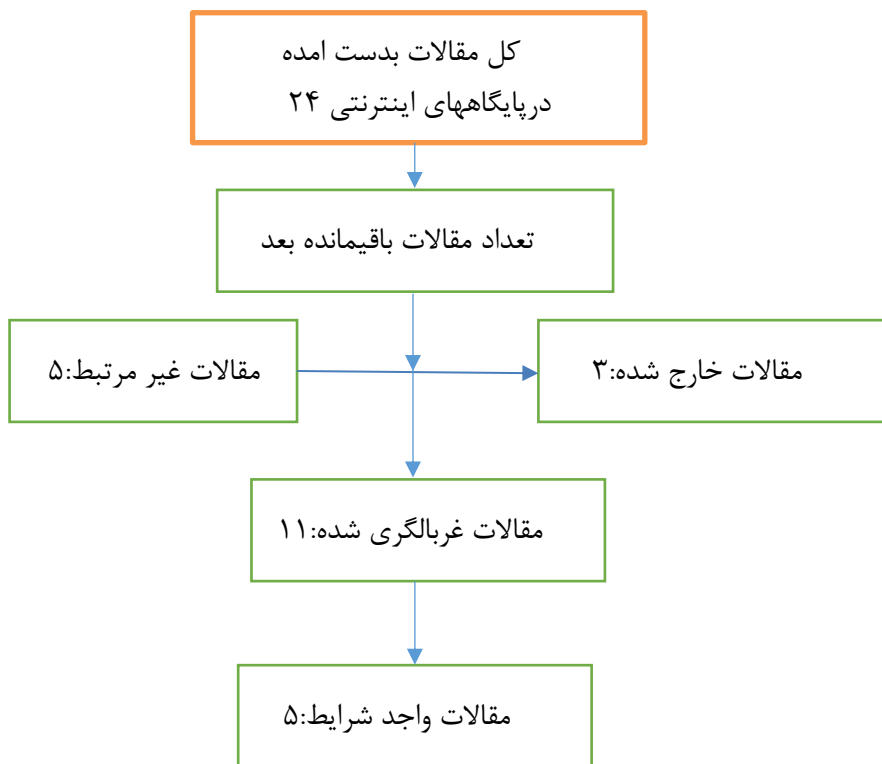 کل مقالات بدست امده
درپایگاههای اینترنتی ۲۴
تعداد مقالات باقیمانده بعد
مقالات غیر مرتبط:۵
مقالات خارج شده:۳
مقالات غربالگری شده:۱۱
مقالات واجد شرایط:۵